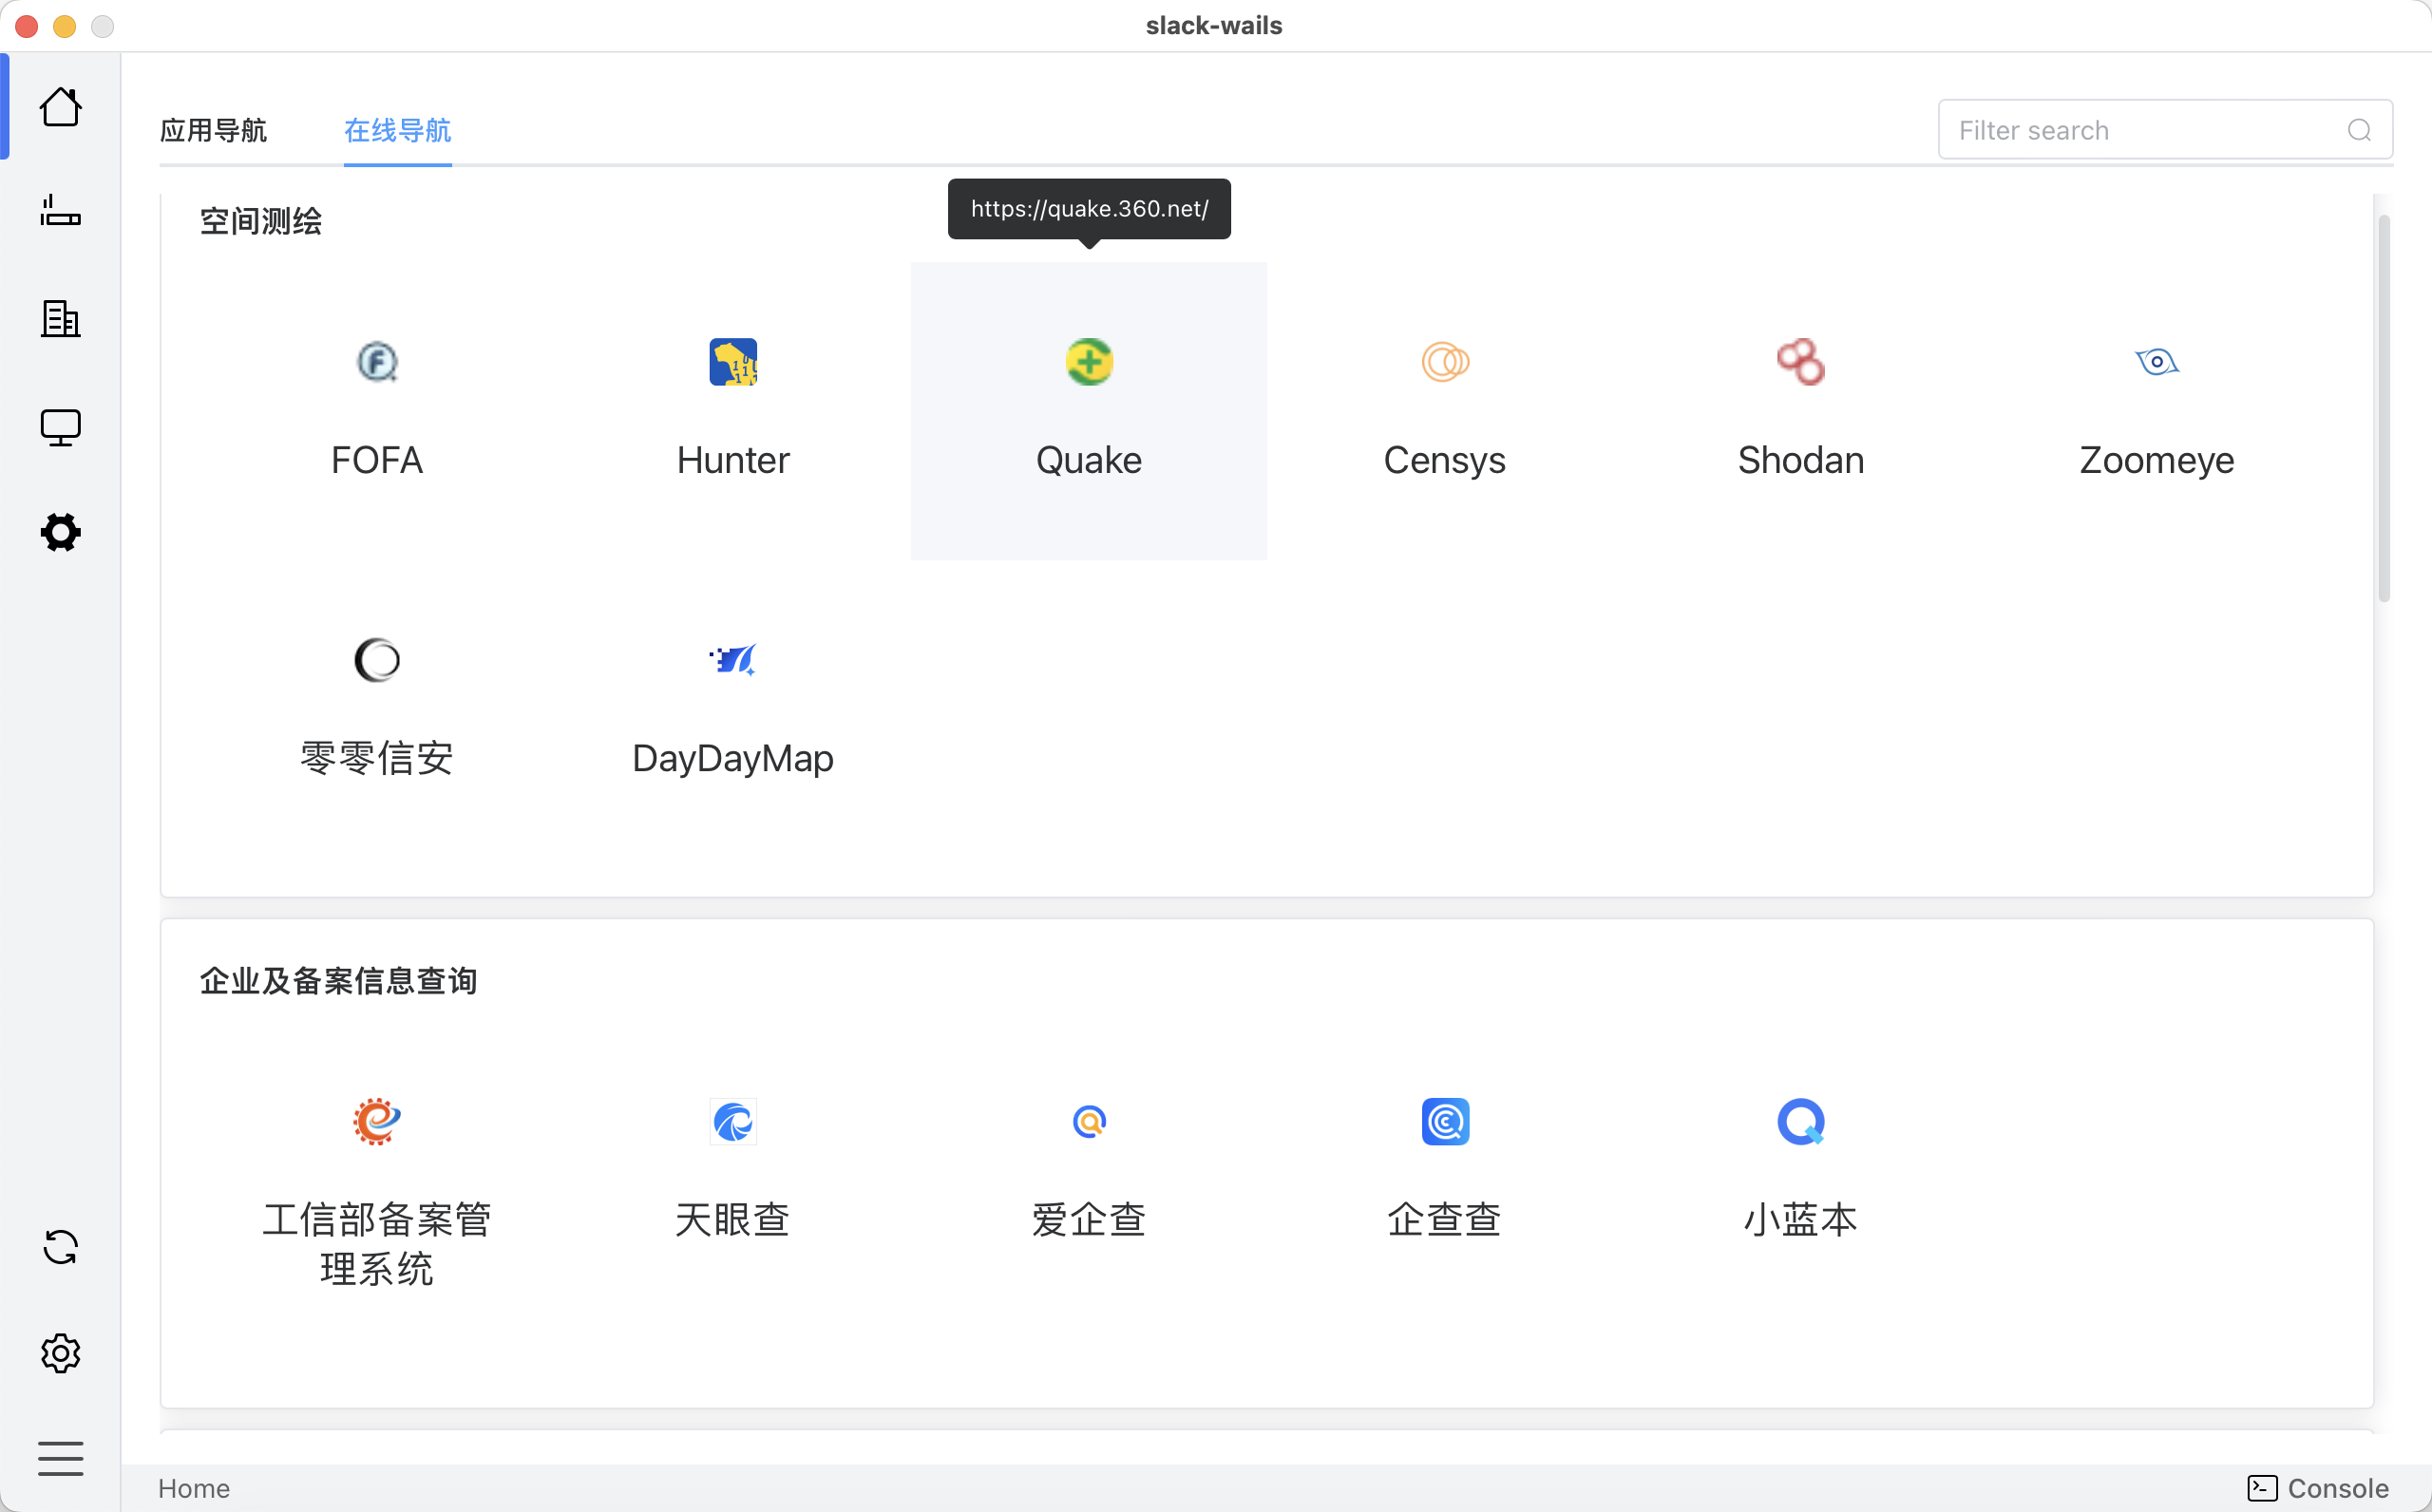 slack-wails
应用导航
在线导航
Filter search
https://quake.360.net/
空间测绘
FOFA
Hunter
Quake
Censys
Shodan
Zoomeye
零零信安
DayDayMap
企业及备案信息查询
工信部备案管
理系统
天眼查
爱企查
企查查
小蓝本
Home
Console